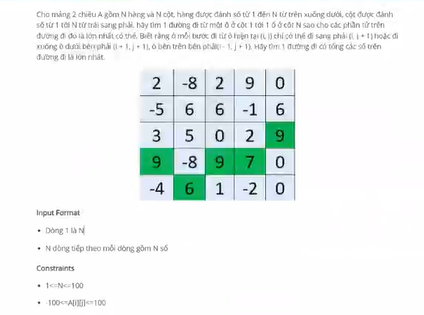 Cho mảng 2 chiều A gồm N hàng và N cột, hàng được đánh số từ 1 đến N từ trên xuống dưới, cột được đánh
số từ 1 tới N từ trái sang phải. hãy tìm 1 đường đi từ một ô ở cột 1 tới 1 ô ở cột N sao cho các phần tử trên
đường đi đó là lớn nhất có thể. Biết rằng ở mỗi bước đi từ ô hiện tại (i, j) chỉ có thể đi sang phải (i, j + 1) hoặc đi
xuống ô dưới bên phải (i + 1, j + 1), ô bên trên bên phải(i - 1, j + 1). Hãy tìm 1 đường đi có tổng các số trên
đường đi là lớn nhất.
2 -8 2 9 0
-5 6 6 -1 6
3 5 0 2 9
9 -8 9 7 0
-4 6 1 -2 0
Input Format
• Dòng 1 là N
• N dòng tiếp theo mỗi dòng gồm N số
Constraints
• 1<=N<=100
• -100<=A[i][j]<=100